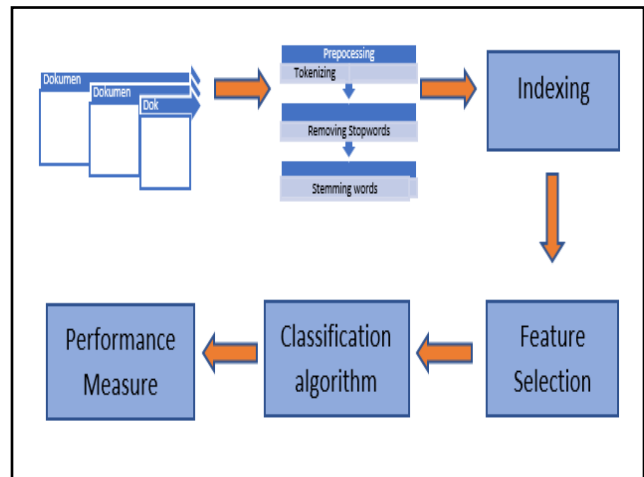 Dokumen
Dokumen
Dok
Prepocessing
Tokenizing
Removing Stopwords
Stemming words
Indexing
Feature
Selection
Classification
algorithm
Performance
Measure